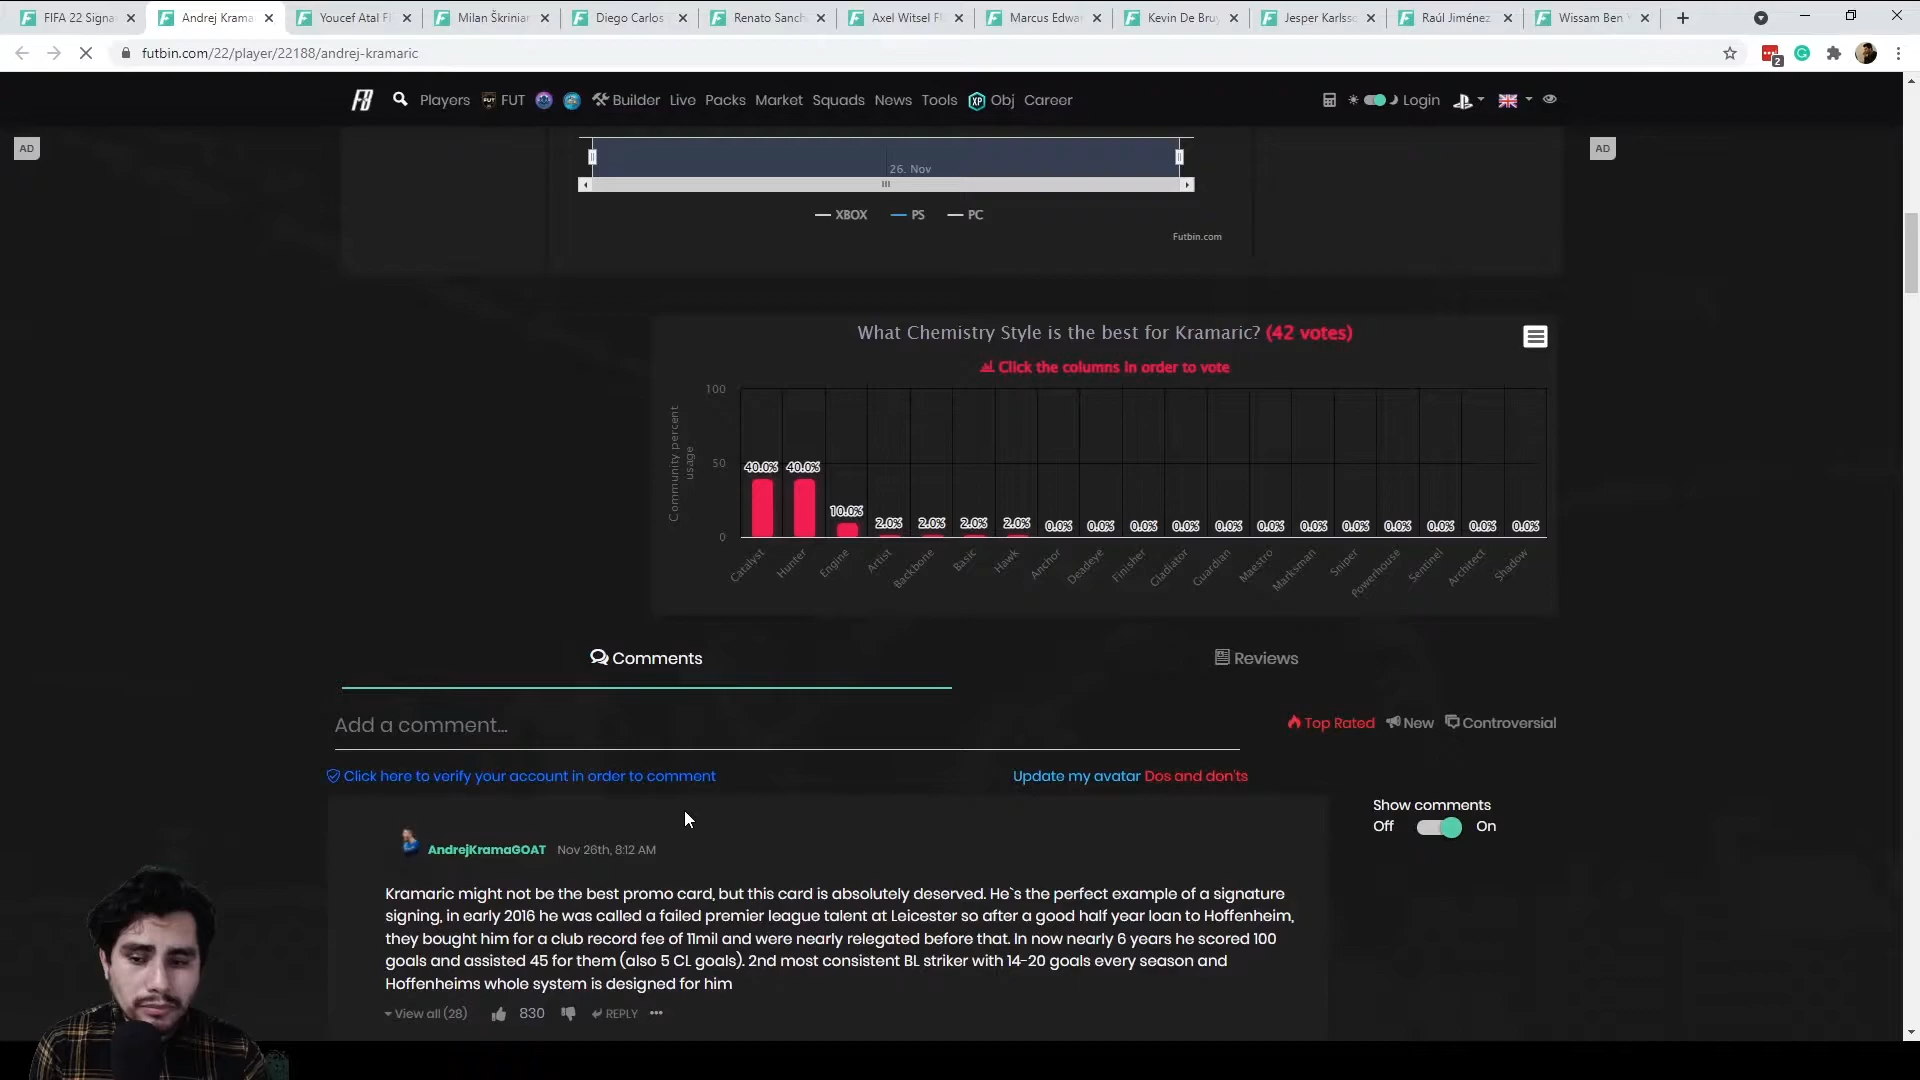 FIFA 22 Signa
Andrej Krama
Youcef Atal F
Milan Škriniar
Diego Carlos
Renato Sanch
Axel Witsel F
Marcus Edwa
Kevin De Bru
Jesper Karlss
Raúl Jiménez
Wissam Ben
futbin.com/22/player/22188/andrej-kramaric
2
Players FUT Builder Live Packs Market Squads News Tools XP Obj Career Login
AD
AD
26. Nov
XBOX PS PC
Futbin.com
What Chemistry Style is the best for Kramaric? (42 votes)
Click the columns in order to vote
Community percent
usage
100
50
0
40.0% 40.0% 10.0% 2.0% 2.0% 2.0% 2.0% 0.0% 0.0% 0.0% 0.0% 0.0% 0.0% 0.0% 0.0% 0.0% 0.0% 0.0% 0.0%
Catalyst Hunter Engine Artist Backbone Basic Hawk Anchor Deadeye Finisher Gladiator Guardian Maestro Marksman Sniper Powerhouse Sentinel Architect Shadow
Comments
Reviews
Add a comment...
Top Rated New Controversial
Click here to verify your account in order to comment
Update my avatar Dos and don'ts
Show comments
Off On
AndrejKramaGOAT Nov 26th, 8:12 AM
Kramaric might not be the best promo card, but this card is absolutely deserved. He`s the perfect example of a signature
signing, in early 2016 he was called a failed premier league talent at Leicester so after a good half year loan to Hoffenheim,
they bought him for a club record fee of 11mil and were nearly relegated before that. In now nearly 6 years he scored 100
goals and assisted 45 for them (also 5 CL goals). 2nd most consistent BL striker with 14-20 goals every season and
Hoffenheims whole system is designed for him
View all (28) 830 REPLY